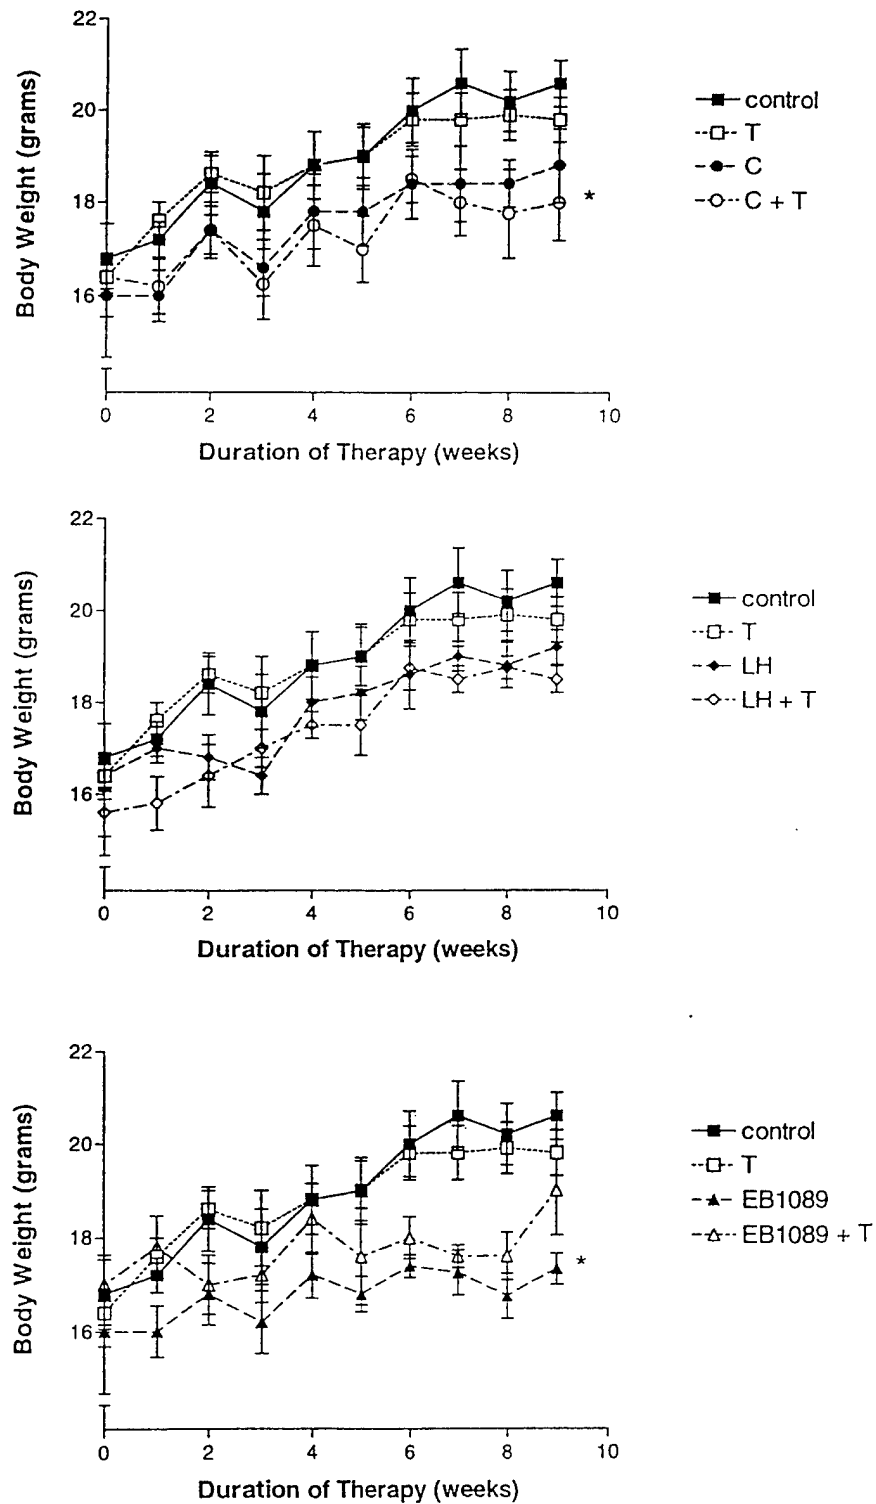 22
20
18
16
Body Weight (grams)
control
T
C
C + T
*
0 2 4 6 8 10
Duration of Therapy (weeks)
22
20
18
16
Body Weight (grams)
control
T
LH
LH + T
0 2 4 6 8 10
Duration of Therapy (weeks)
22
20
18
16
Body Weight (grams)
control
T
EB1089
EB1089 + T
*
0 2 4 6 8 10
Duration of Therapy (weeks)